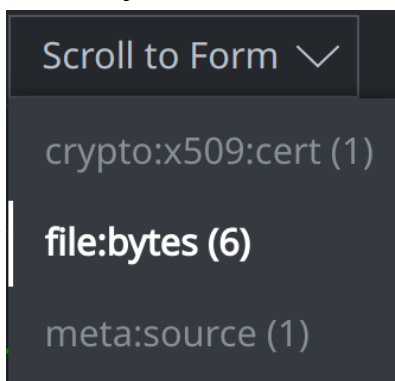 Scroll to Form
crypto:x509:cert (1)
file:bytes (6)
meta:source (1)